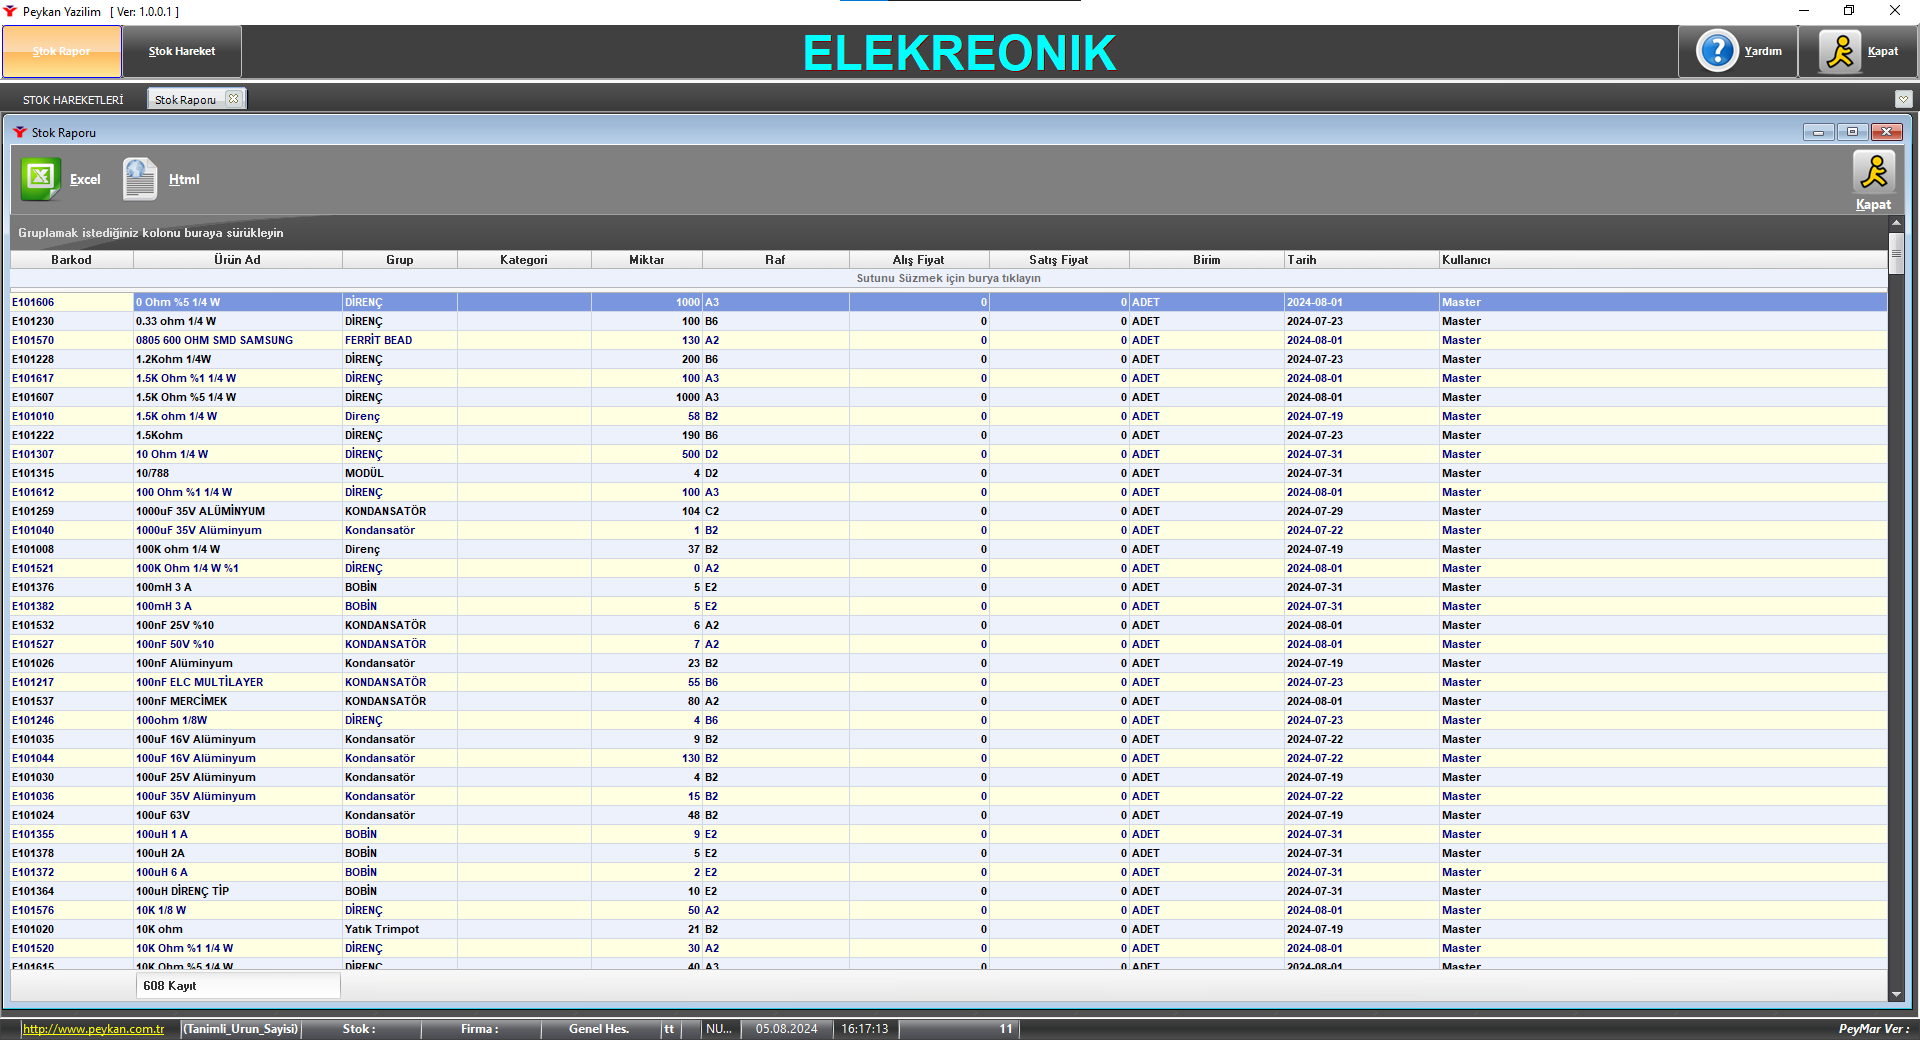 Peykan Yazilim [ Ver: 1.0.0.1 ]
Stok Rapor Stok Hareket ELEKREONIK Yardım Kapat
STOK HAREKETLERİ Stok Raporu
Stok Raporu
Excel Html Kapat
Gruplamak istediğiniz kolonu buraya sürükleyin
Barkod Ürün Ad Grup Kategori Miktar Raf Alış Fiyat Satış Fiyat Birim Tarih Kullanıcı
Sutunu Süzmek için burya tıklayın
E101606 0 Ohm %5 1/4 W DİRENÇ 1000 A3 0 0 ADET 2024-08-01 Master
E101230 0.33 ohm 1/4 W DİRENÇ 100 B6 0 0 ADET 2024-07-23 Master
E101570 0805 600 OHM SMD SAMSUNG FERRİT BEAD 130 A2 0 0 ADET 2024-08-01 Master
E101228 1.2Kohm 1/4W DİRENÇ 200 B6 0 0 ADET 2024-07-23 Master
E101617 1.5K Ohm %1 1/4 W DİRENÇ 100 A3 0 0 ADET 2024-08-01 Master
E101607 1.5K Ohm %5 1/4 W DİRENÇ 1000 A3 0 0 ADET 2024-08-01 Master
E101010 1.5K ohm 1/4 W Direnç 58 B2 0 0 ADET 2024-07-19 Master
E101222 1.5Kohm DİRENÇ 190 B6 0 0 ADET 2024-07-23 Master
E101307 10 Ohm 1/4 W DİRENÇ 500 D2 0 0 ADET 2024-07-31 Master
E101315 10/788 MODÜL 4 D2 0 0 ADET 2024-07-31 Master
E101612 100 Ohm %1 1/4 W DİRENÇ 100 A3 0 0 ADET 2024-08-01 Master
E101259 1000uF 35V ALÜMİNYUM KONDANSATÖR 104 C2 0 0 ADET 2024-07-29 Master
E101040 1000uF 35V Alüminyum Kondansatör 1 B2 0 0 ADET 2024-07-22 Master
E101008 100K ohm 1/4 W Direnç 37 B2 0 0 ADET 2024-07-19 Master
E101521 100K Ohm 1/4 W %1 DİRENÇ 0 A2 0 0 ADET 2024-08-01 Master
E101376 100mH 3 A BOBİN 5 E2 0 0 ADET 2024-07-31 Master
E101382 100mH 3 A BOBİN 5 E2 0 0 ADET 2024-07-31 Master
E101532 100nF 25V %10 KONDANSATÖR 6 A2 0 0 ADET 2024-08-01 Master
E101527 100nF 50V %10 KONDANSATÖR 7 A2 0 0 ADET 2024-08-01 Master
E101026 100nF Alüminyum Kondansatör 23 B2 0 0 ADET 2024-07-19 Master
E101217 100nF ELC MULTİLAYER KONDANSATÖR 55 B6 0 0 ADET 2024-07-23 Master
E101537 100nF MERCİMEK KONDANSATÖR 80 A2 0 0 ADET 2024-08-01 Master
E101246 100ohm 1/8W DİRENÇ 4 B6 0 0 ADET 2024-07-23 Master
E101035 100uF 16V Alüminyum Kondansatör 9 B2 0 0 ADET 2024-07-22 Master
E101044 100uF 16V Alüminyum Kondansatör 130 B2 0 0 ADET 2024-07-22 Master
E101030 100uF 25V Alüminyum Kondansatör 4 B2 0 0 ADET 2024-07-19 Master
E101036 100uF 35V Alüminyum Kondansatör 15 B2 0 0 ADET 2024-07-22 Master
E101024 100uF 63V Kondansatör 48 B2 0 0 ADET 2024-07-19 Master
E101355 100uH 1 A BOBİN 9 E2 0 0 ADET 2024-07-31 Master
E101378 100uH 2A BOBİN 5 E2 0 0 ADET 2024-07-31 Master
E101372 100uH 6 A BOBİN 2 E2 0 0 ADET 2024-07-31 Master
E101364 100uH DİRENÇ TİP BOBİN 10 E2 0 0 ADET 2024-07-31 Master
E101576 10K 1/8 W DİRENÇ 50 A2 0 0 ADET 2024-08-01 Master
E101020 10K ohm Yatık Trimpot 21 B2 0 0 ADET 2024-07-19 Master
E101520 10K Ohm %1 1/4 W DİRENÇ 30 A2 0 0 ADET 2024-08-01 Master
E101615 10K Ohm %5 1/4 W DİRENÇ 40 A3 0 0 ADET 2024-08-01 Master
608 Kayıt
http://www.peykan.com.tr (Tanimli_Urun_Sayisi) Stok : Firma : Genel Hes. tt NU... 05.08.2024 16:17:13 11 PeyMar Ver :